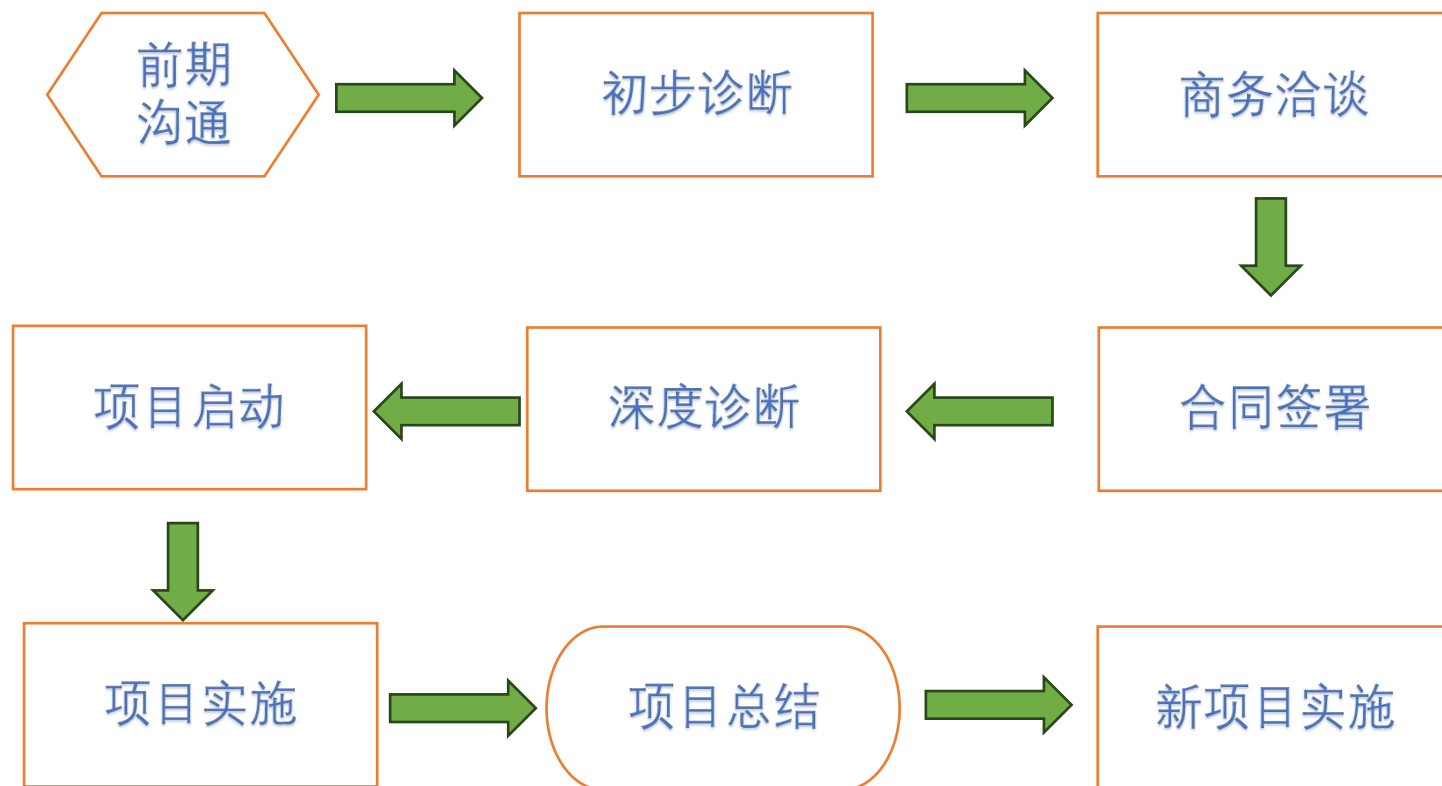 前期
沟通
初步诊断
商务洽谈
项目启动
深度诊断
合同签署
项目实施
项目总结
新项目实施